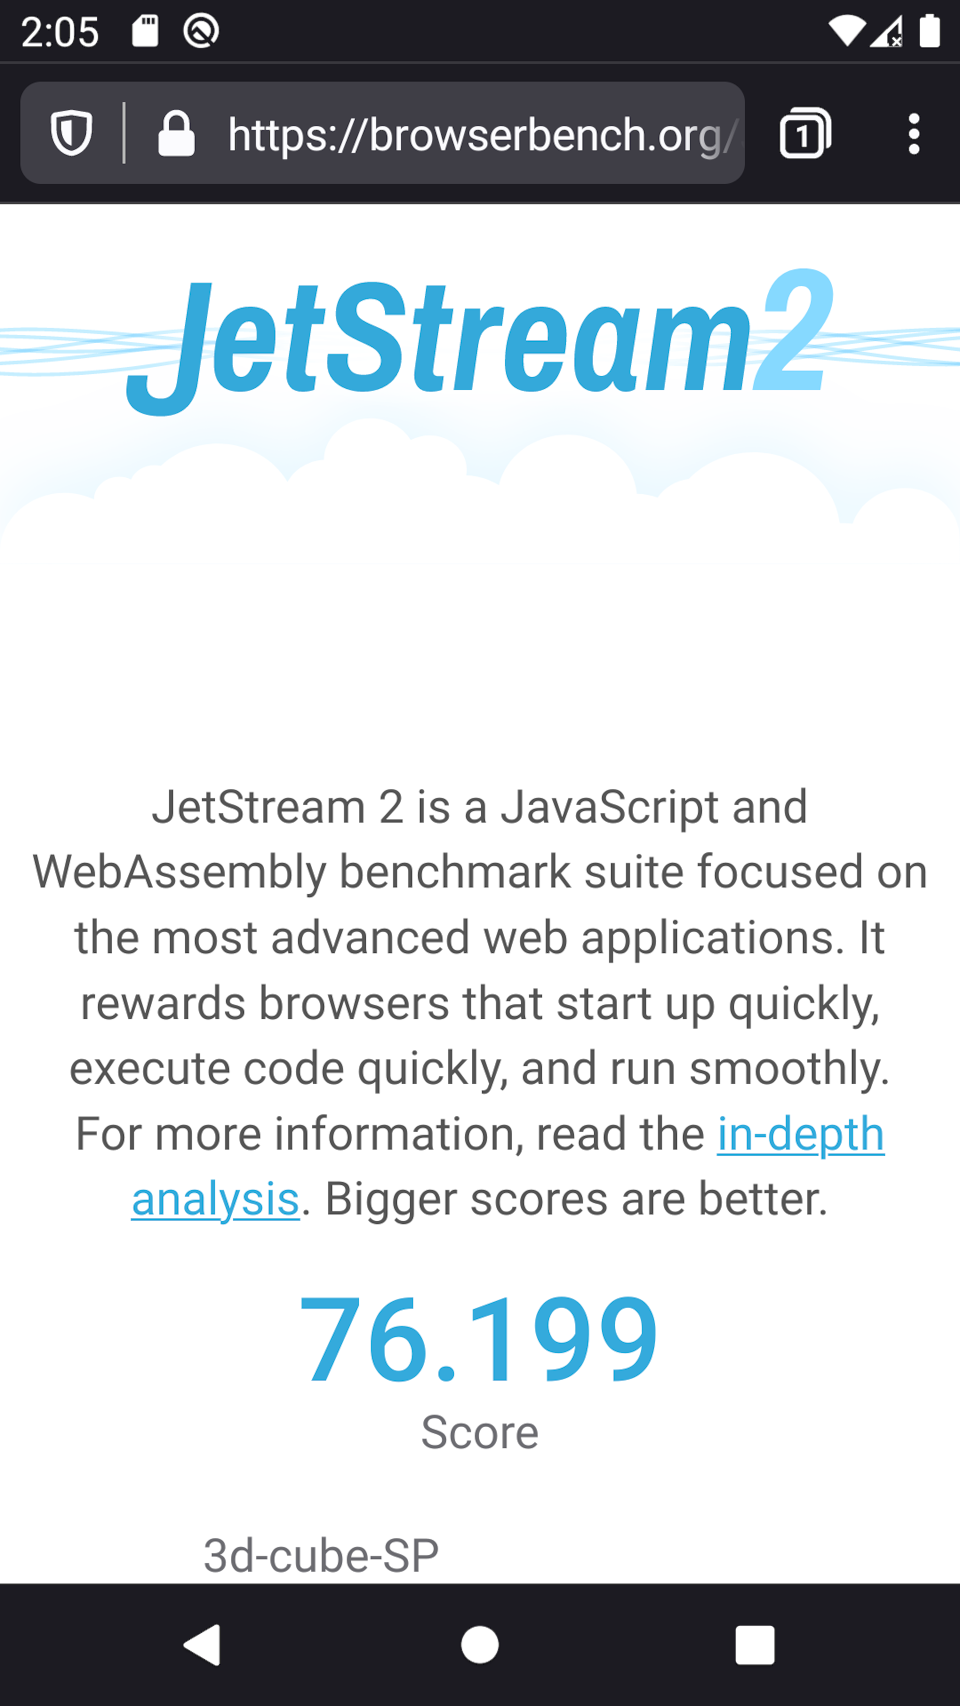 2:05
https://browserbench.org/
1
JetStream2
JetStream 2 is a JavaScript and
WebAssembly benchmark suite focused on
the most advanced web applications. It
rewards browsers that start up quickly,
execute code quickly, and run smoothly.
For more information, read the in-depth
analysis. Bigger scores are better.
76.199
Score
3d-cube-SP